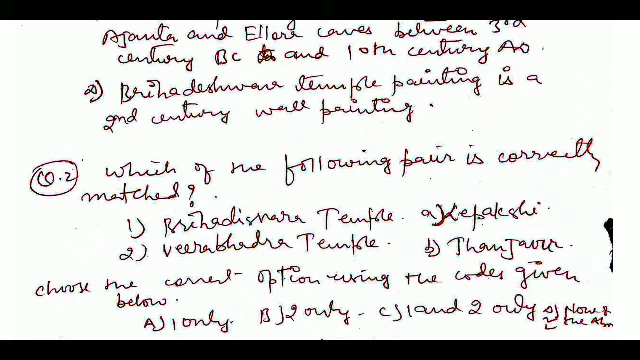 Ajanta and Ellora caves between 3rd
century BC and 10th century AD.
2) Brihadeshwara temple painting is a
2nd century wall painting.
Q.2 Which of the following pair is correctly
matched?
1) Brihadisvara Temple. a) Lepakshi.
2) Veerabhadra Temple. b) Thanjavur.
choose the correct option using the codes given
below.
A) 1 only. B) 2 only - C) 1 and 2 only D) None of
the Abo